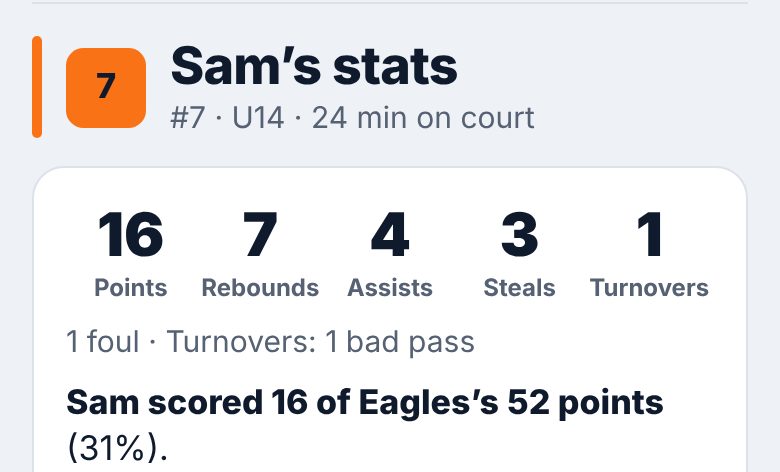 7
Sam’s stats
#7 · U14 · 24 min on court
16 7 4 3 1
Points Rebounds Assists Steals Turnovers
1 foul · Turnovers: 1 bad pass
Sam scored 16 of Eagles’s 52 points
(31%).